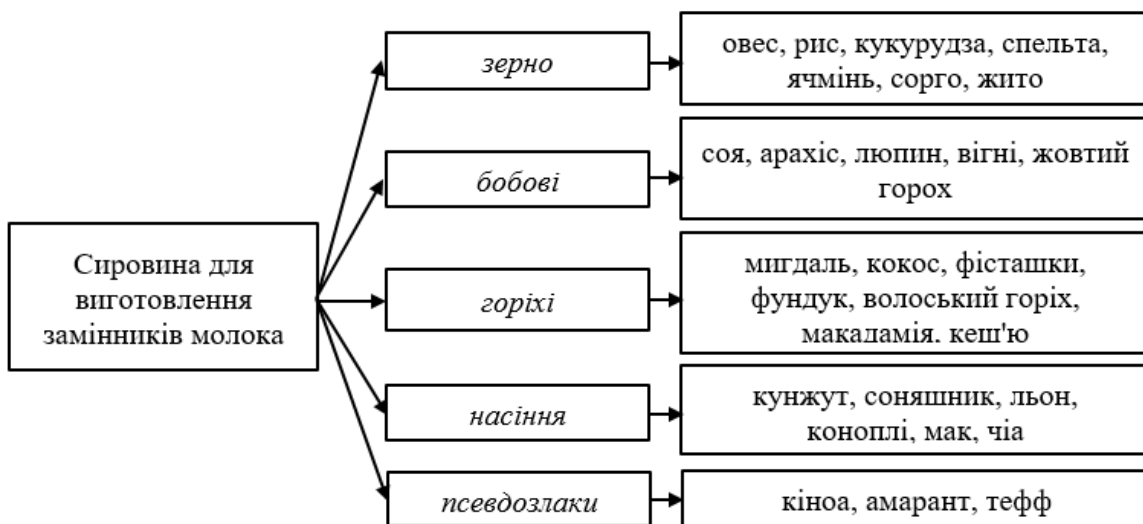 Сировина для
виготовлення
замінників молока
зерно
овес, рис, кукурудза, спельта,
ячмінь, сорго, жито
бобові
соя, арахіс, люпин, вігні, жовтий
горох
горіхі
мигдаль, кокос, фісташки,
фундук, волоський горіх,
макадамія, кеш'ю
насіння
кунжут, соняшник, льон,
коноплі, мак, чіа
псевдозлаки
кіноа, амарант, тефф